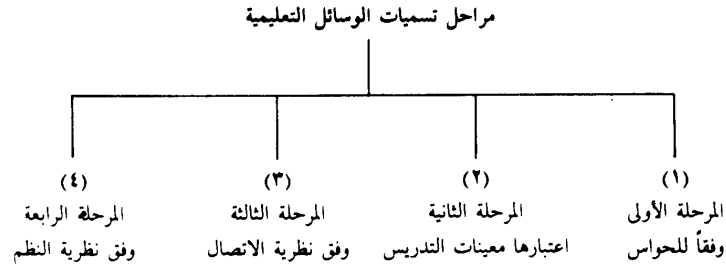 مراحل تسميات الوسائل التعليمية
(١) (٢) (٣) (٤)
المرحلة الأولى المرحلة الثانية المرحلة الثالثة المرحلة الرابعة
وفقاً للحواس اعتبارها معينات التدريس وفق نظرية الاتصال وفق نظرية النظم